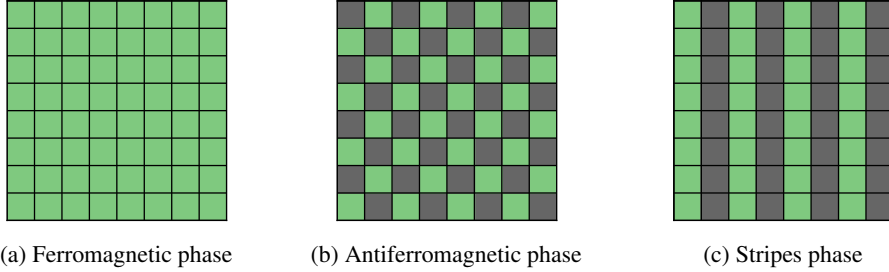 (a) Ferromagnetic phase
(b) Antiferromagnetic phase
(c) Stripes phase